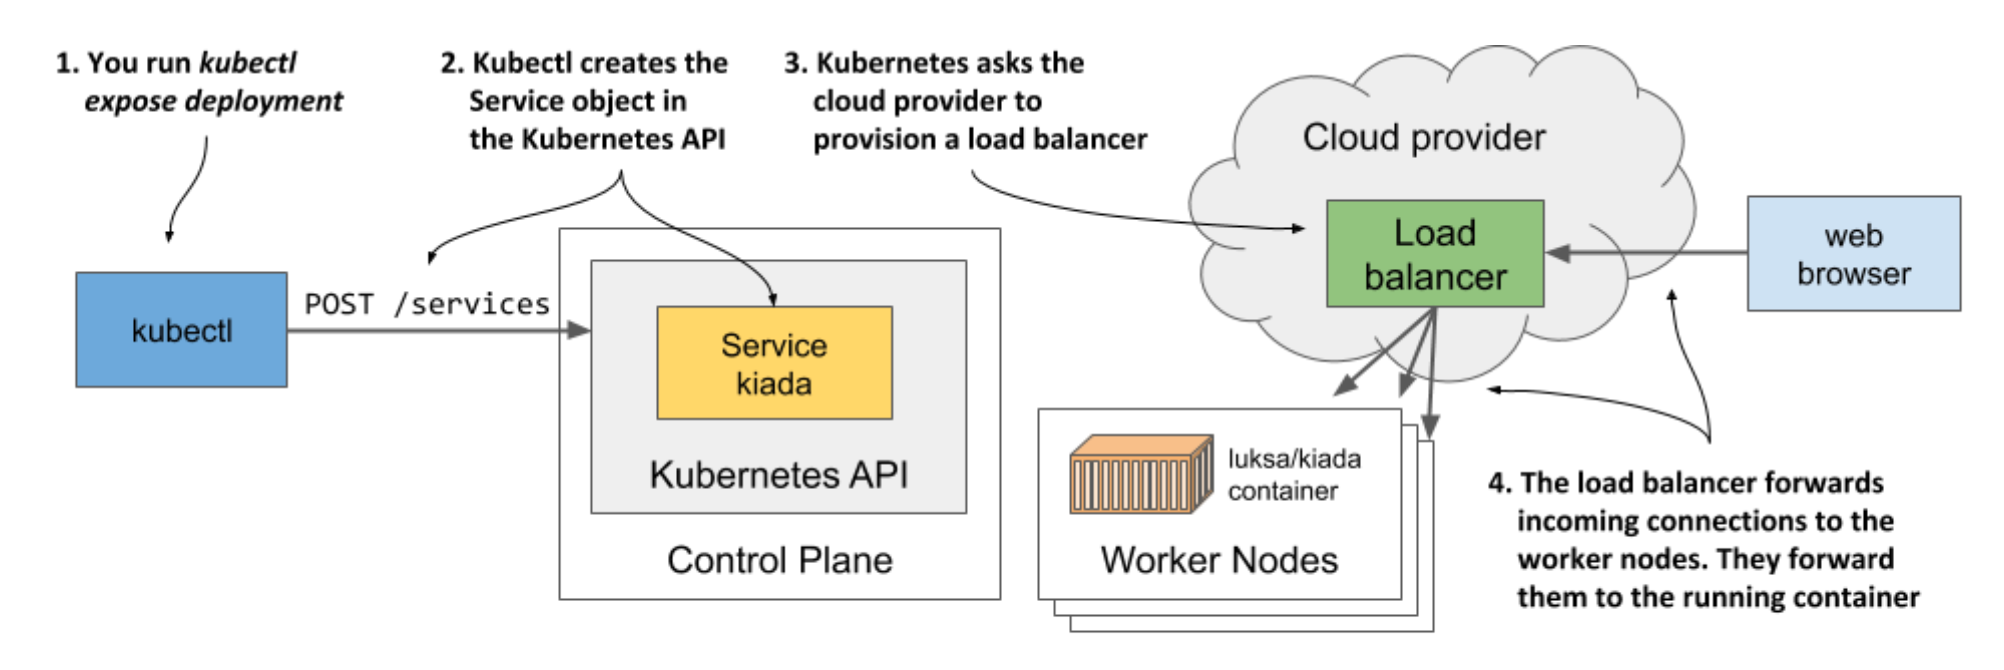 1. You run kubectl
expose deployment
2. Kubectl creates the
Service object in
the Kubernetes API
3. Kubernetes asks the
cloud provider to
provision a load balancer
Cloud provider
Load
balancer
web
browser
kubectl
POST /services
Service
kiada
Kubernetes API
Control Plane
luksa/kiada
container
Worker Nodes
4. The load balancer forwards
incoming connections to the
worker nodes. They forward
them to the running container